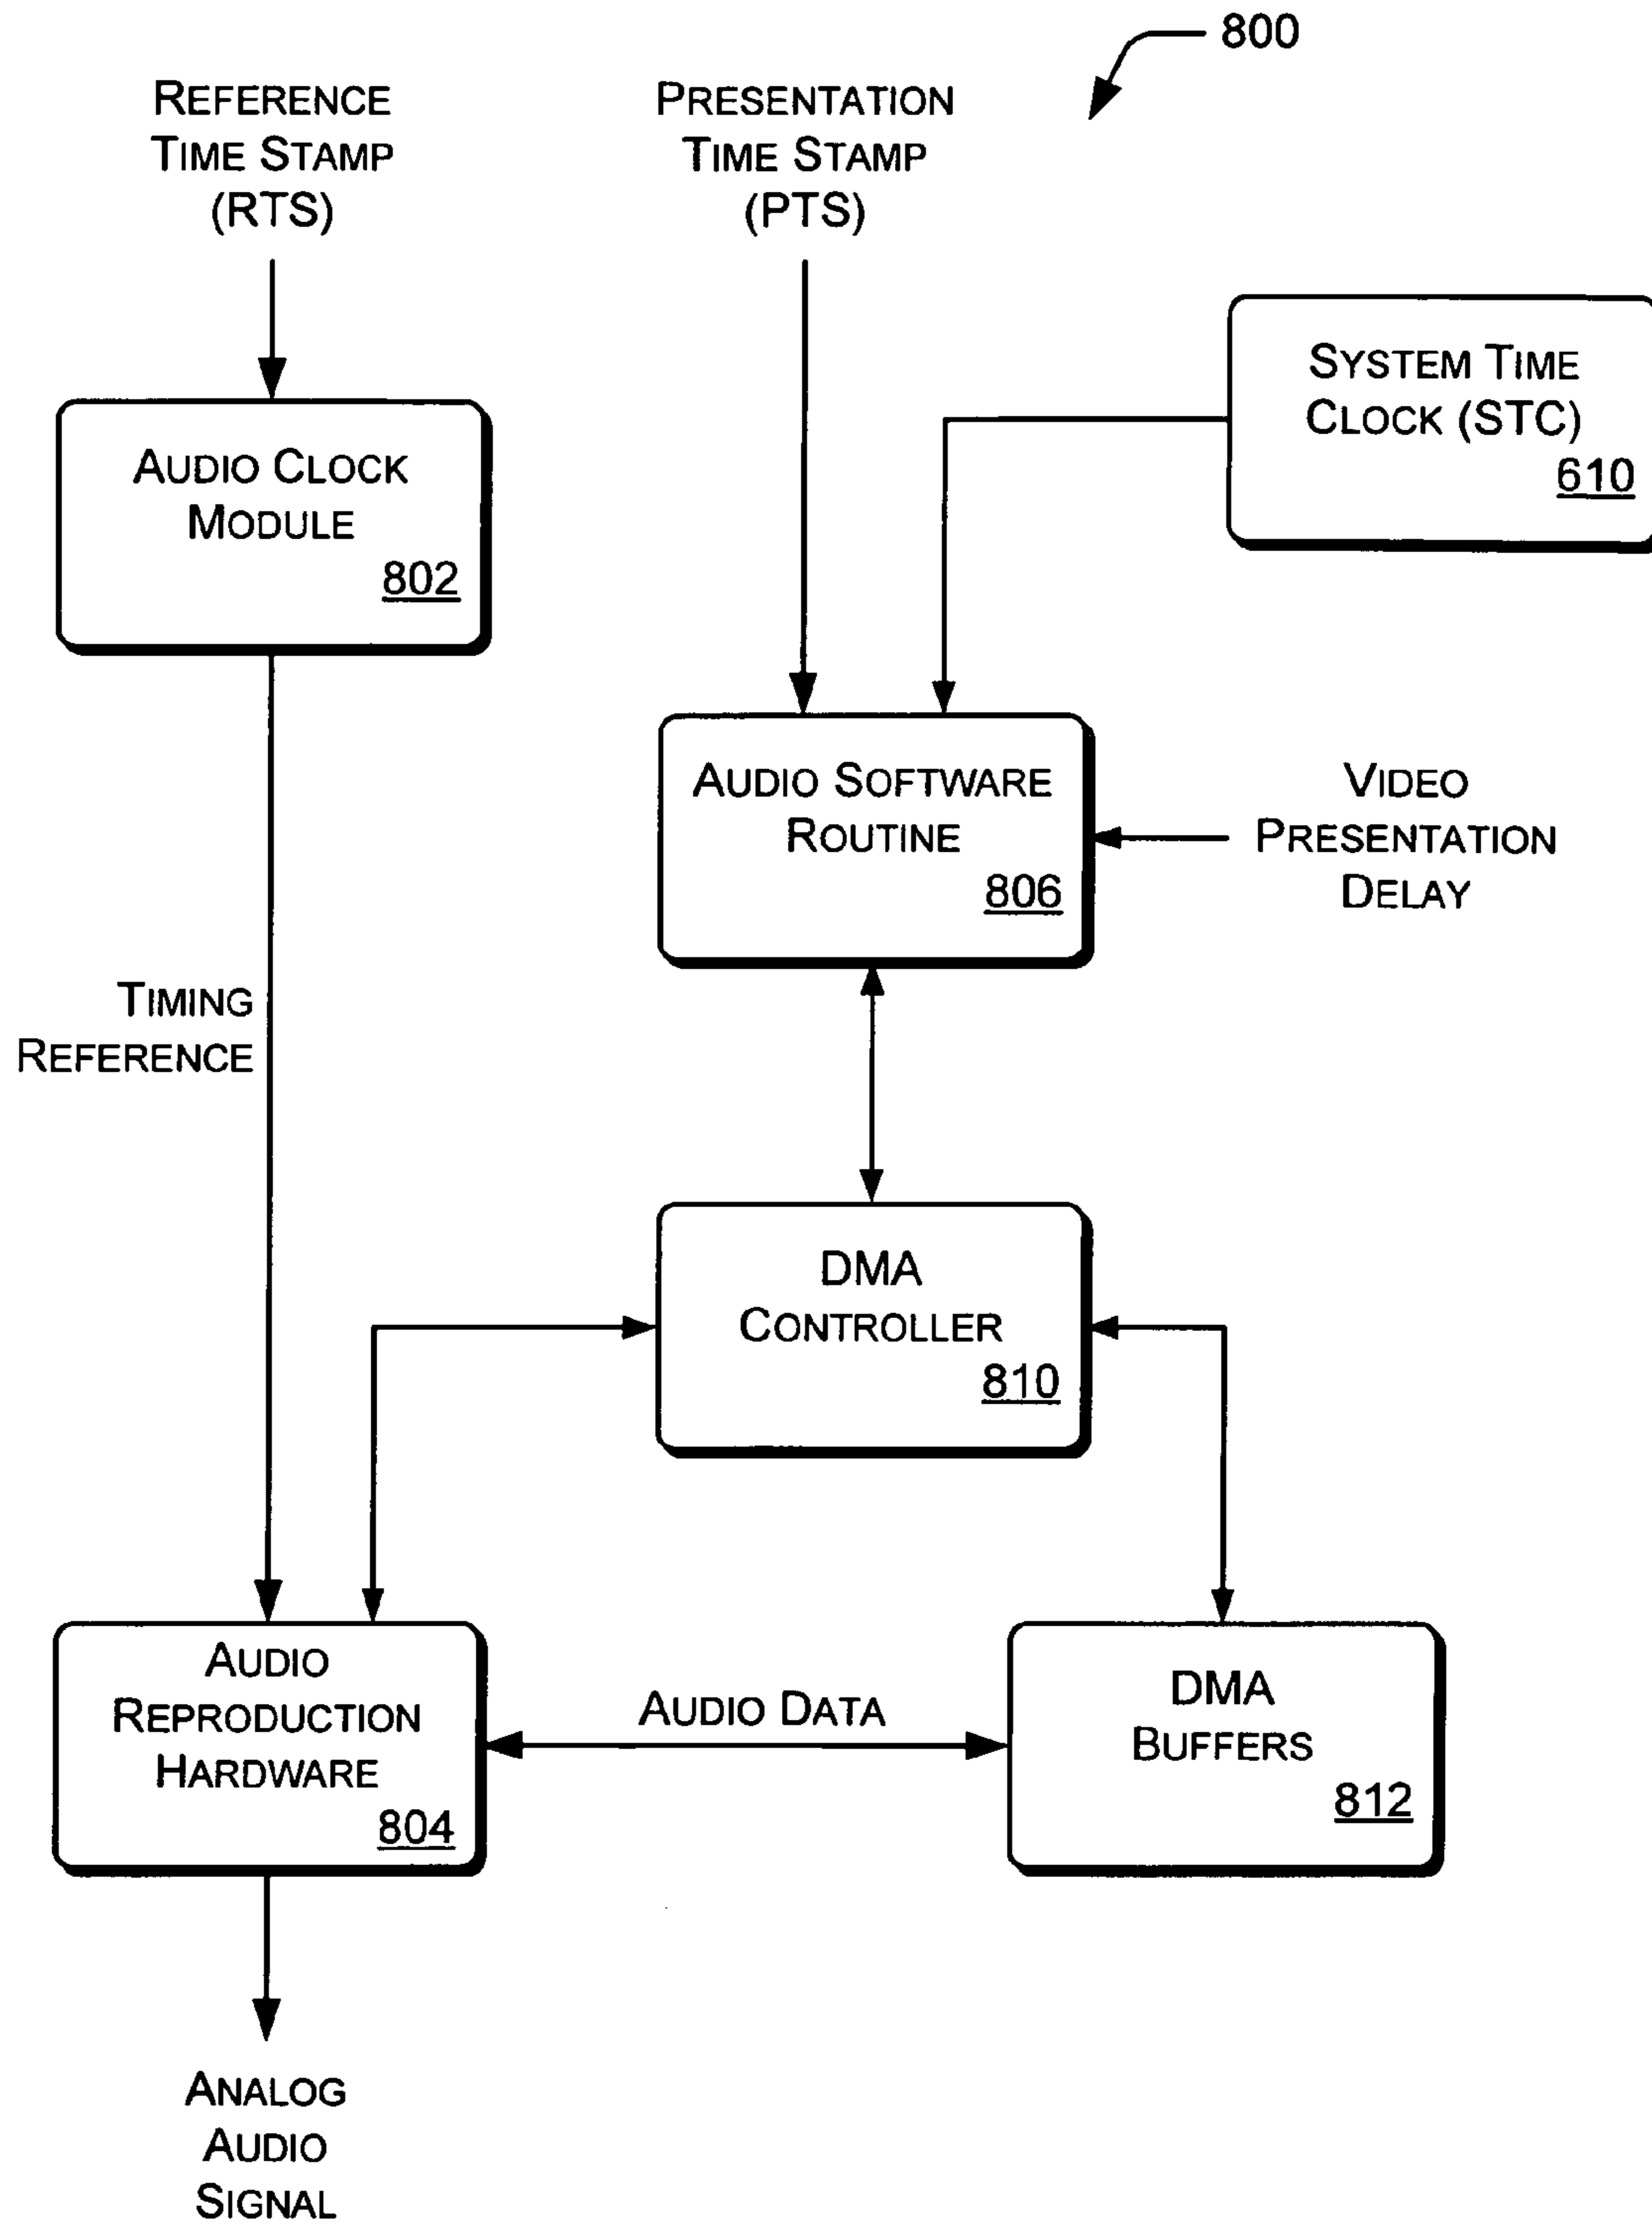 800
REFERENCE
TIME STAMP
(RTS)
PRESENTATION
TIME STAMP
(PTS)
SYSTEM TIME
CLOCK (STC)
610
AUDIO CLOCK
MODULE
802
AUDIO SOFTWARE
ROUTINE
806
VIDEO
PRESENTATION
DELAY
TIMING
REFERENCE
DMA
CONTROLLER
810
AUDIO
REPRODUCTION
HARDWARE
804
AUDIO DATA
DMA
BUFFERS
812
ANALOG
AUDIO
SIGNAL